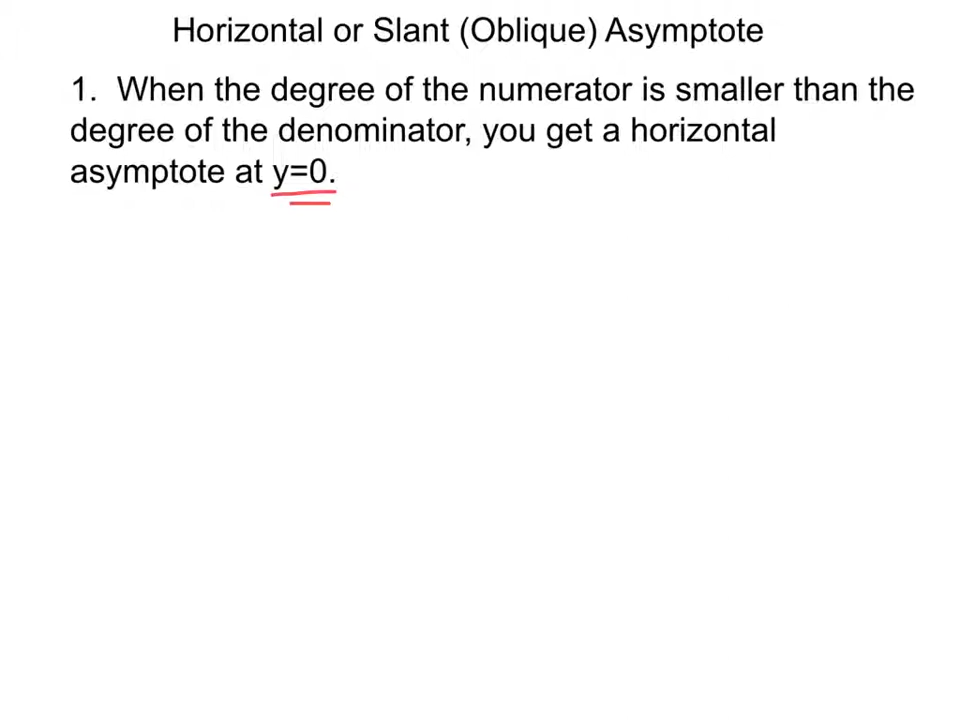 Horizontal or Slant (Oblique) Asymptote
1. When the degree of the numerator is smaller than the
degree of the denominator, you get a horizontal
asymptote at y=0.